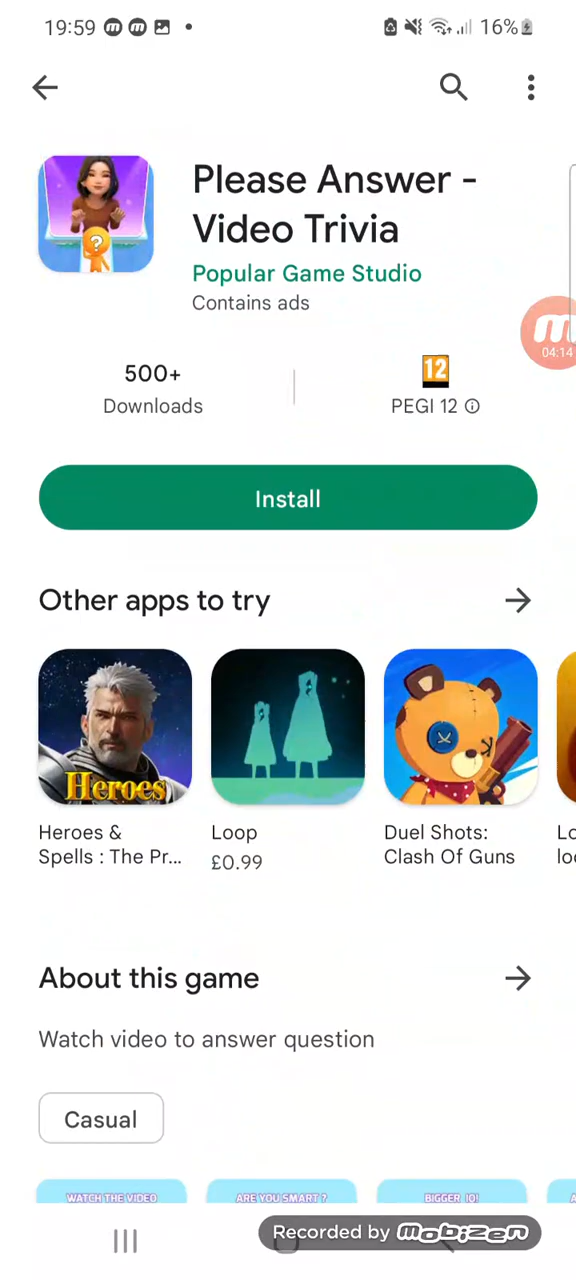 19:59
16%
Please Answer -
Video Trivia
Popular Game Studio
Contains ads
04:14
500+
12
Downloads
PEGI 12
Install
Other apps to try
Heroes
Heroes &
Spells : The Pr...
Loop
£0.99
Duel Shots:
Clash Of Guns
About this game
Watch video to answer question
Casual
WATCH THE VIDEO
ARE YOU SMART ?
BIGGER IQ!
Recorded by mobizen